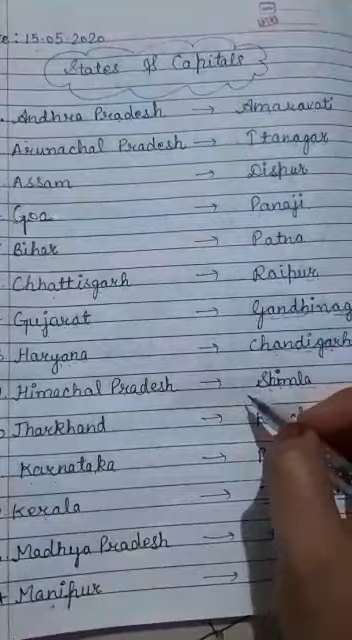 : 15.05.2020
States of Capitals
Andhra Pradesh → Amaravati
Arunachal Pradesh → Itanagar
Assam → Dispur
Goa → Panaji
Bihar → Patna
Chhattisgarh → Raipur
Gujarat → Gandhinag
Haryana → Chandigarh
Himachal Pradesh → Shimla
Jharkhand →
Karnataka →
Kerala →
Madhya Pradesh →
Manipur →